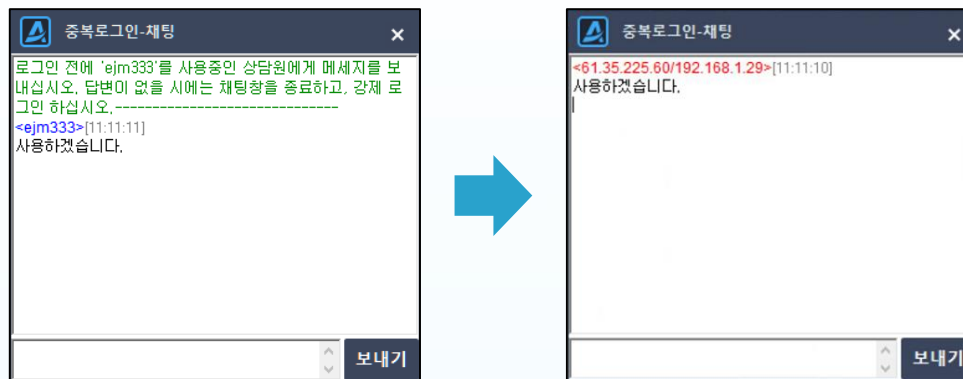 중복로그인-채팅
로그인 전에 'ejm333'를 사용중인 상담원에게 메세지를 보
내십시오. 답변이 없을 시에는 채팅창을 종료하고, 강제 로
그인 하십시오.------------------------------
<ejm333>[11:11:11]
사용하겠습니다.
보내기
중복로그인-채팅
<61.35.225.60/192.168.1.29>[11:11:10]
사용하겠습니다.
보내기